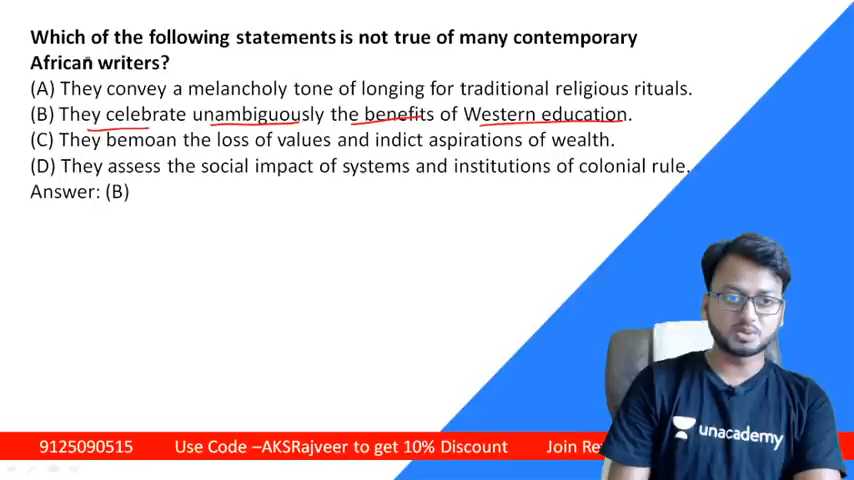 Which of the following statements is not true of many contemporary
African writers?
(A) They convey a melancholy tone of longing for traditional religious rituals.
(B) They celebrate unambiguously the benefits of Western education.
(C) They bemoan the loss of values and indict aspirations of wealth.
(D) They assess the social impact of systems and institutions of colonial rule.
Answer: (B)
unacademy
9125090515 Use Code –AKSRajveer to get 10% Discount Join